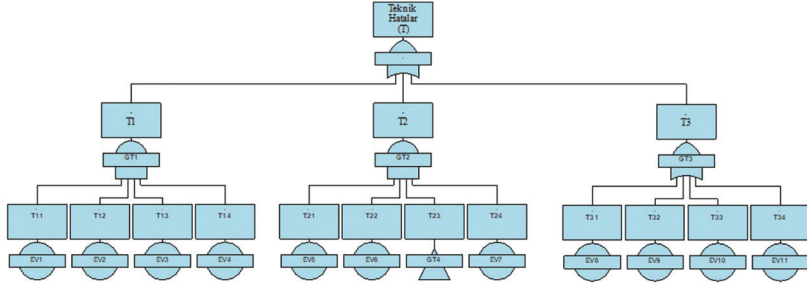 Teknik
Hatalar
(T)
T1
T2
T3
GT1
GT2
GT3
T11
T12
T13
T14
T21
T22
T23
T24
T31
T32
T33
T34
EV1
EV2
EV3
EV4
EV5
EV6
GT4
EV7
EV8
EV9
EV10
EV11